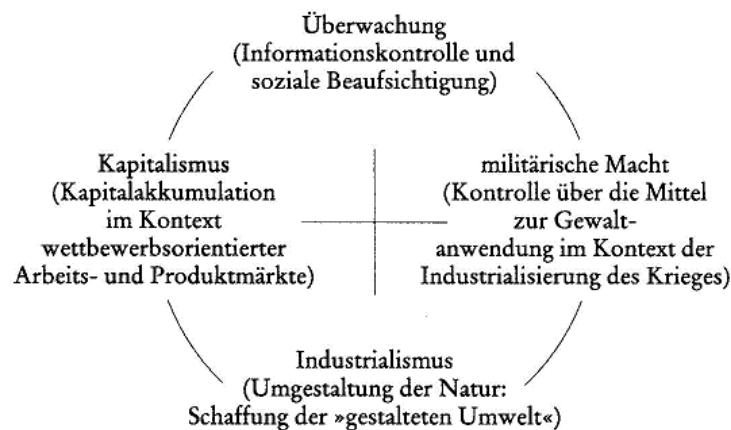 Überwachung
(Informationskontrolle und
soziale Beaufsichtigung)
Kapitalismus
(Kapitalakkumulation
im Kontext
wettbewerbsorientierter
Arbeits- und Produktmärkte)
militärische Macht
(Kontrolle über die Mittel
zur Gewalt-
anwendung im Kontext der
Industrialisierung des Krieges)
Industrialismus
(Umgestaltung der Natur:
Schaffung der »gestalteten Umwelt«)